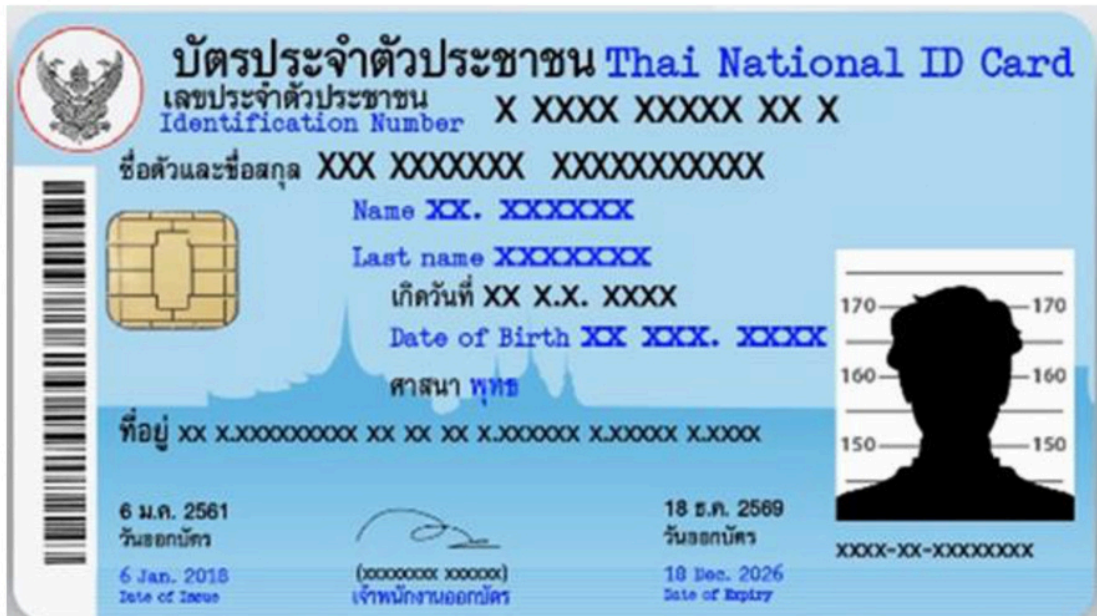 บัตรประจำตัวประชาชน Thai National ID Card
เลขประจำตัวประชาชน
Identification Number X XXXX XXXXX XX X
ชื่อตัวและชื่อสกุล XXX XXXXXXX XXXXXXXXXXX
Name XX. XXXXXXX
Last name XXXXXXXX
เกิดวันที่ XX X.X. XXXX
Date of Birth XX XXX. XXXX
ศาสนา พุทธ
ที่อยู่ xx x.xxxxxxxxx xx xx xx x.xxxxxx x.xxxxx x.xxxx
170 170
160 160
150 150
6 ม.ค. 2561
วันออกบัตร
6 Jan. 2018
Date of Issue
(xxxxxxxx xxxxxx)
เจ้าพนักงานออกบัตร
18 ธ.ค. 2569
วันออกบัตร
18 Dec. 2026
Date of Expiry
XXXX-XX-XXXXXXXX